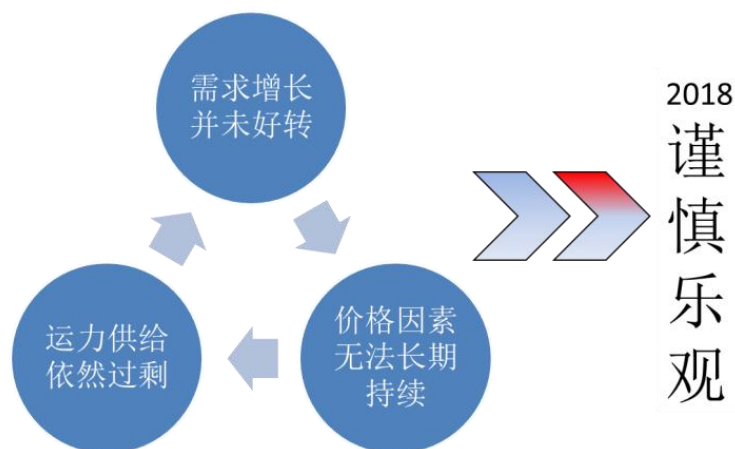 需求增长
并未好转
价格因素
无法长期
持续
运力供给
依然过剩
2018
谨
慎
乐
观